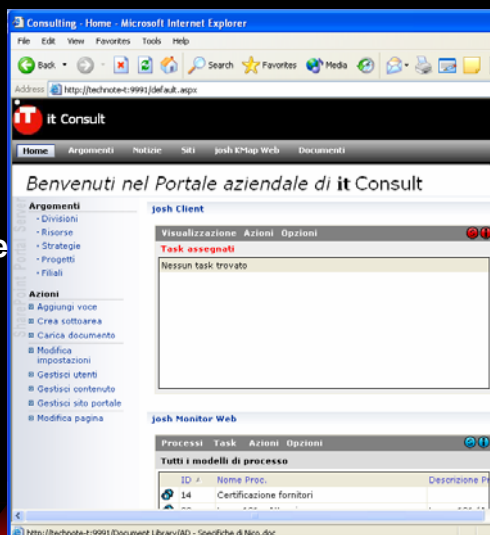 Consulting - Home - Microsoft Internet Explorer
File Edit View Favorites Tools Help
Back Search Favorites Media
Address http://technote-t:9991/default.aspx
iT it Consult
Home Argomenti Notizie Siti josh KMap Web Documenti
Benvenuti nel Portale aziendale di it Consult
e
SharePoint Portal Server
Argomenti
Divisioni
Risorse
Strategie
Progetti
Filiali
Azioni
Aggiungi voce
Crea sottoarea
Carica documento
Modifica
impostazioni
Gestisci utenti
Gestisci contenuto
Gestisci sito portale
Modifica pagina
josh Client
Visualizzazione Azioni Opzioni
Task assegnati
Nessun task trovato
josh Monitor Web
Processi Task Azioni Opzioni
Tutti i modelli di processo
ID Nome Proc. Descrizione Pr
14 Certificazione fornitori
http://technote-t:9991/Document Library/AD - Specifiche di Nico.doc